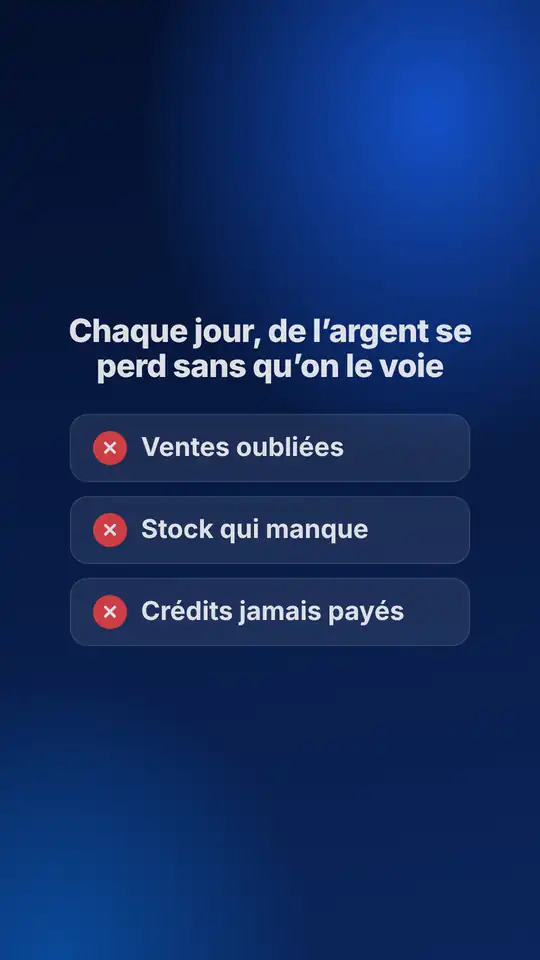 Chaque jour, de l’argent se
perd sans qu’on le voie
Ventes oubliées
Stock qui manque
Crédits jamais payés